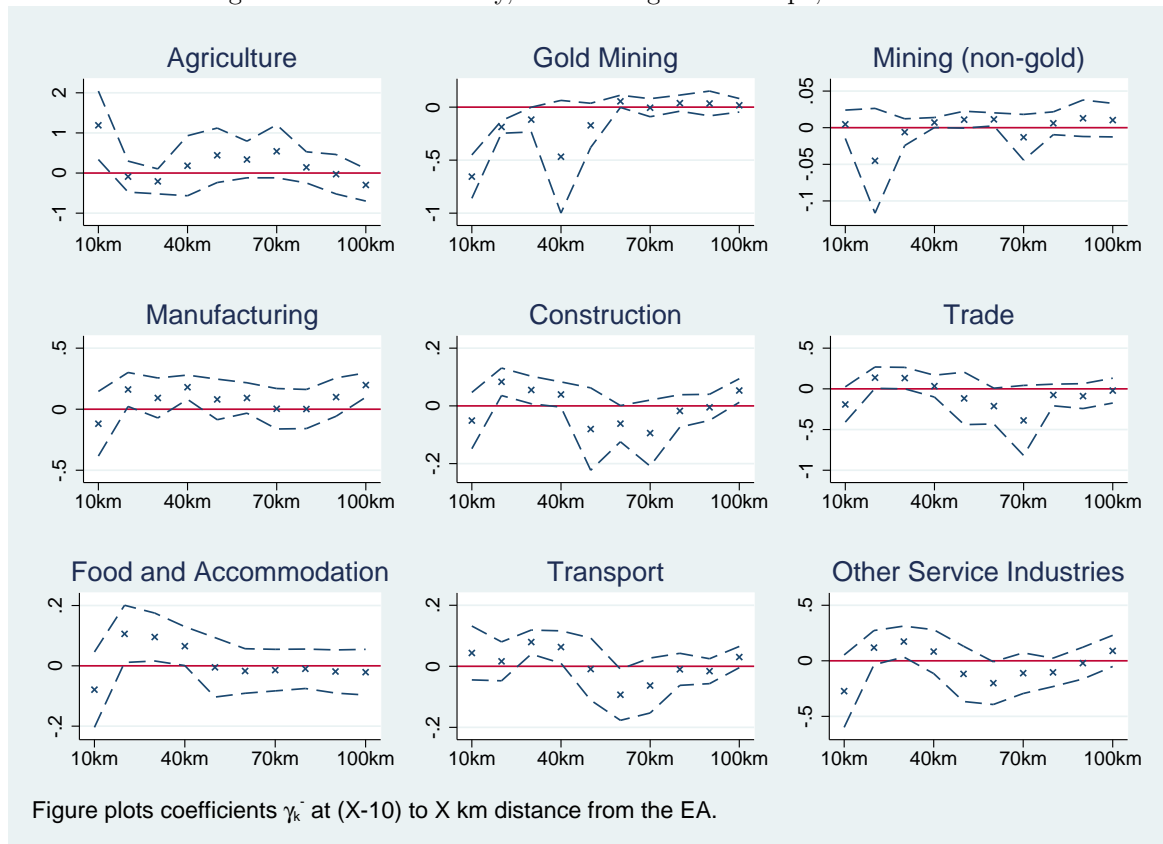 Agriculture Gold Mining Mining (non-gold)
2
1
0
-1
10km 40km 70km 100km
0
-.5
-1
10km 40km 70km 100km
.05
0
-.05
-.1
10km 40km 70km 100km
Manufacturing Construction Trade
.5
0
-.5
10km 40km 70km 100km
.2
0
-.2
10km 40km 70km 100km
.5
0
-.5
-1
10km 40km 70km 100km
Food and Accommodation Transport Other Service Industries
.2
0
-.2
10km 40km 70km 100km
.2
0
-.2
10km 40km 70km 100km
.5
0
-.5
10km 40km 70km 100km
Figure plots coefficients γₖ⁻ at (X-10) to X km distance from the EA.